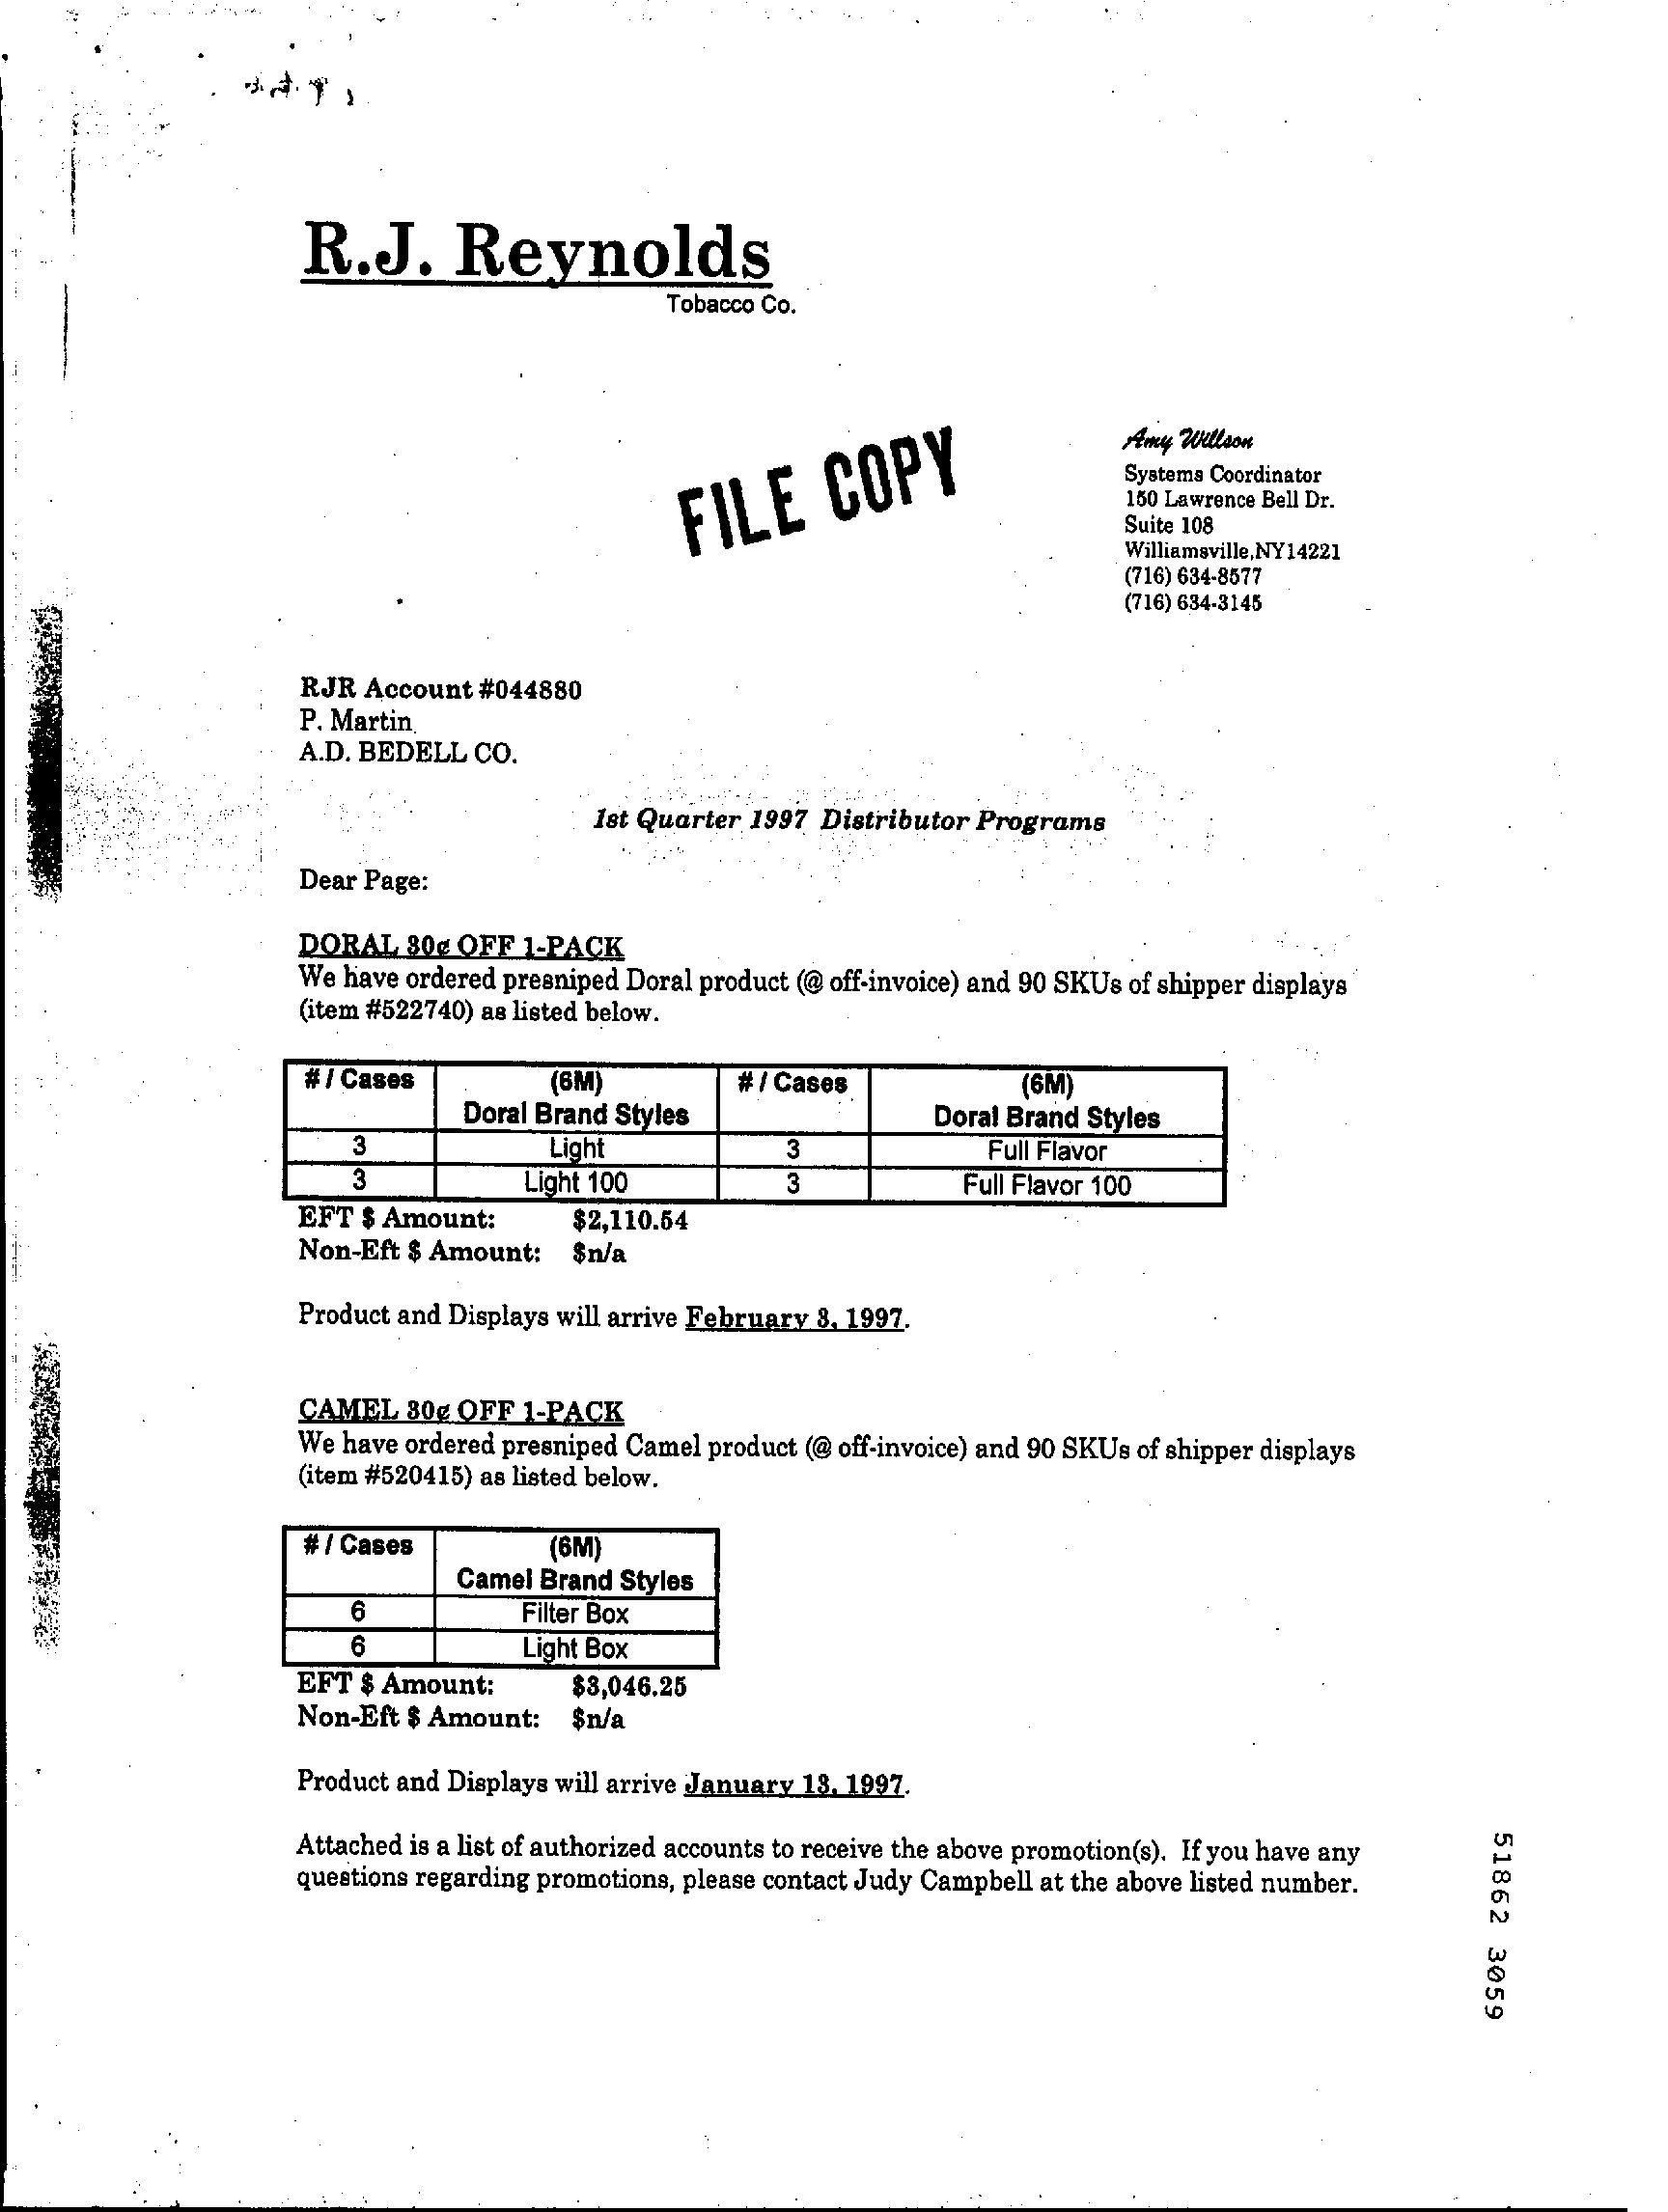 R.J. Reynolds
Tobacco Co.
FILE COPY
Amy Willson
Systems Coordinator
150 Lawrence Bell Dr.
Suite 108
Williamsville,NY14221
(716) 634-8577
(716) 634-3145
RJR Account #044880
P. Martin
A.D. BEDELL CO.
1st Quarter 1997 Distributor Programs
Dear Page:
DORAL 30¢ OFF 1-PACK
We have ordered presniped Doral product (@ off-invoice) and 90 SKUs of shipper displays
(item #522740) as listed below.
# / Cases (6M) # / Cases (6M)
Doral Brand Styles Doral Brand Styles
3 Light 3 Full Flavor
3 Light 100 3 Full Flavor 100
EFT $ Amount: $2,110.54
Non-Eft $ Amount: $n/a
Product and Displays will arrive February 3, 1997.
CAMEL 30¢ OFF 1-PACK
We have ordered presniped Camel product (@ off-invoice) and 90 SKUs of shipper displays
(item #520415) as listed below.
# / Cases (6M)
Camel Brand Styles
6 Filter Box
6 Light Box
EFT $ Amount: $3,046.25
Non-Eft $ Amount: $n/a
Product and Displays will arrive January 13, 1997.
Attached is a list of authorized accounts to receive the above promotion(s). If you have any
questions regarding promotions, please contact Judy Campbell at the above listed number.
51862 3059